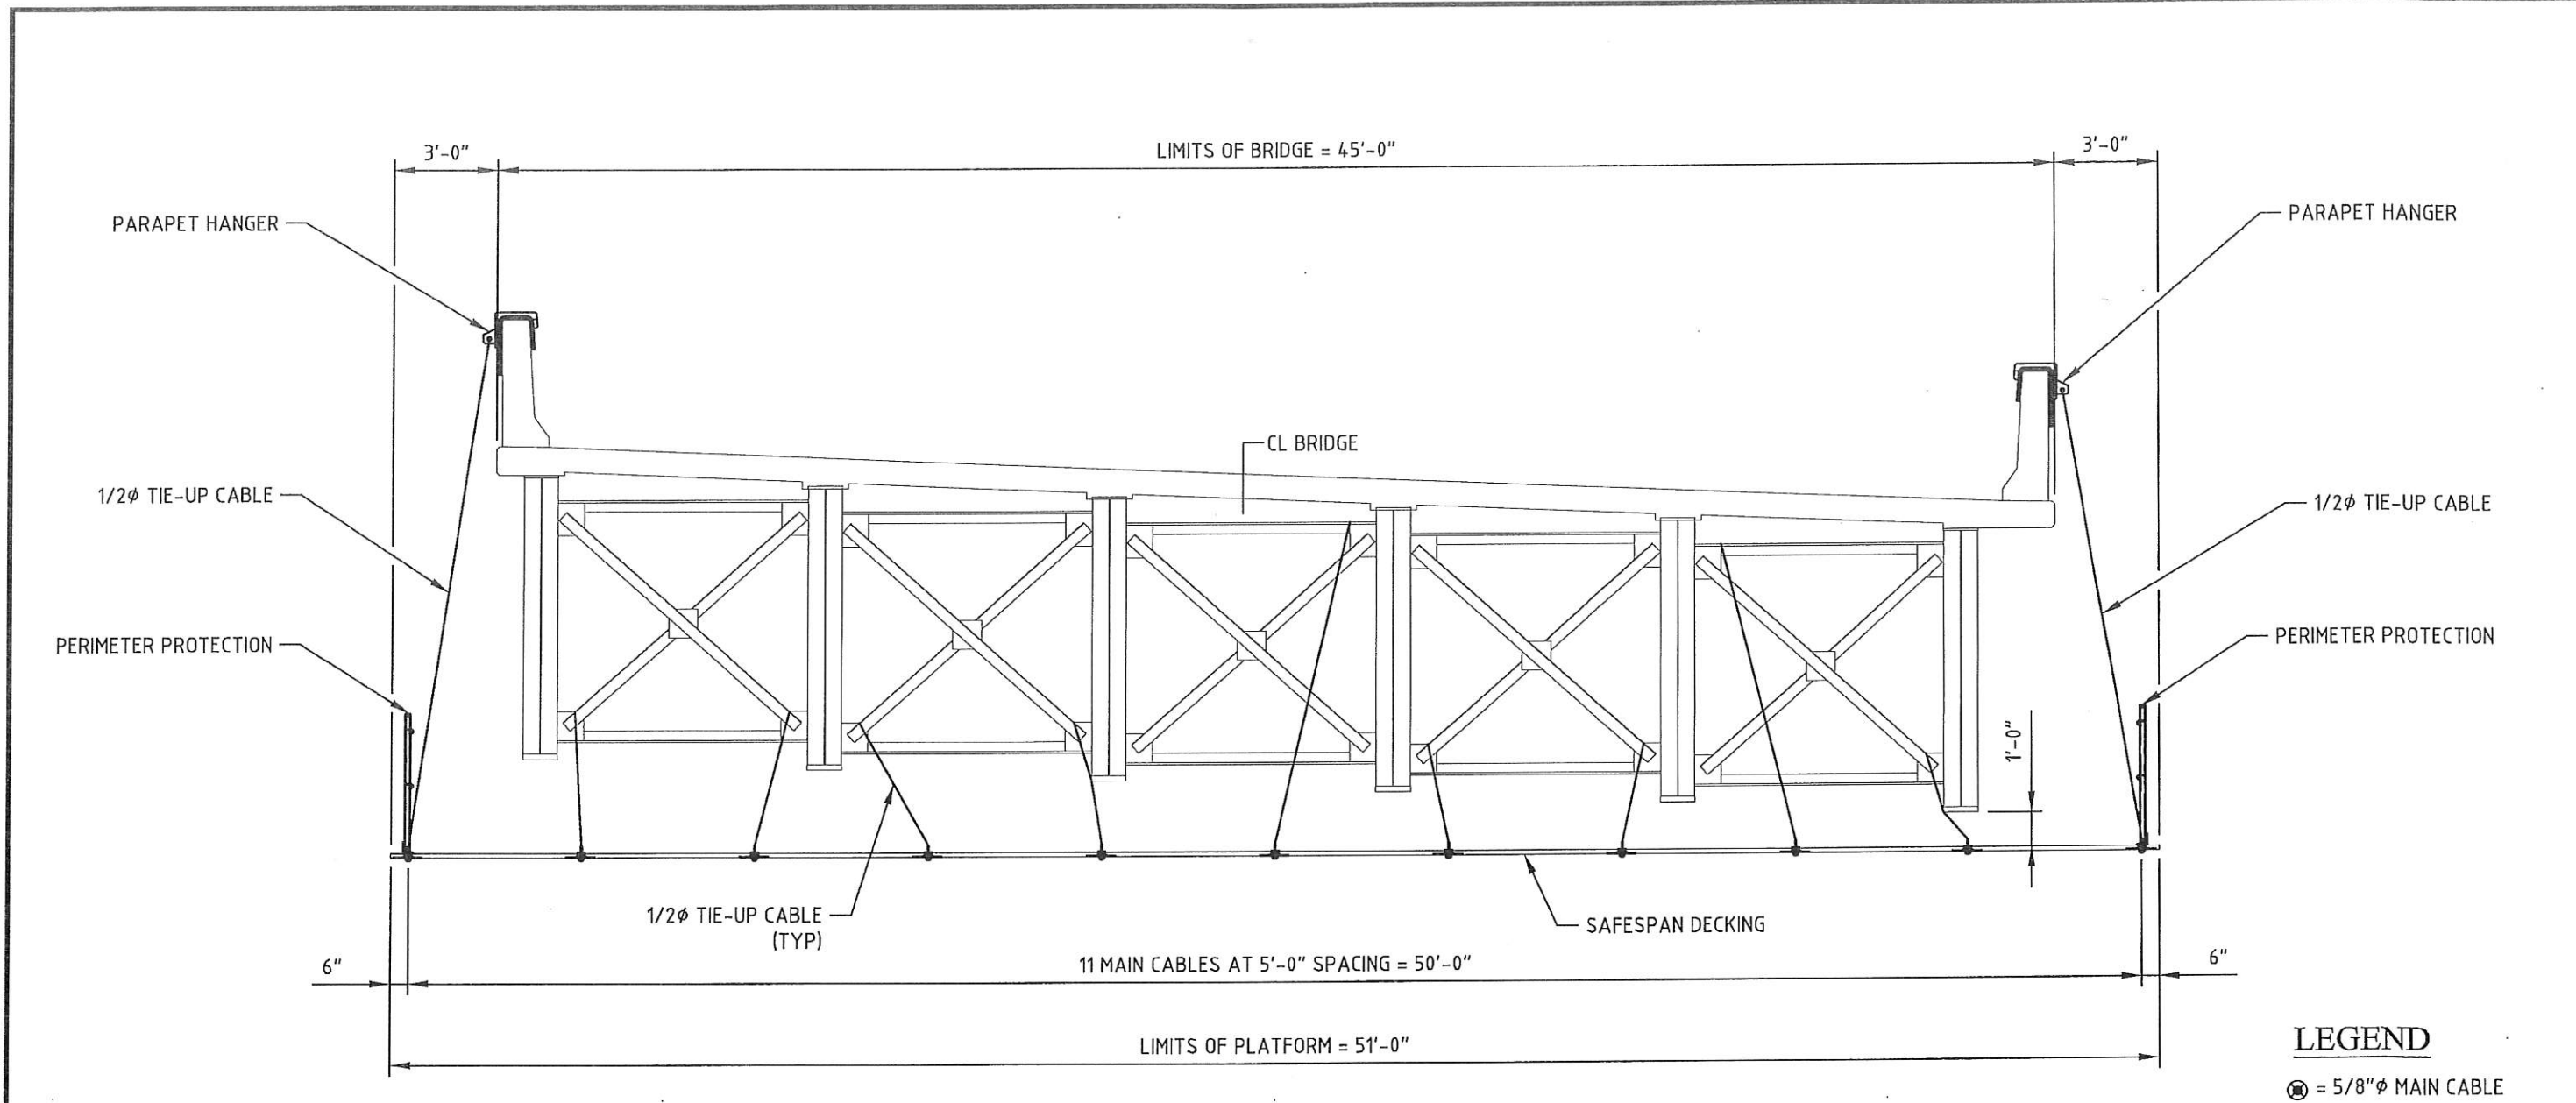 3'-0"
LIMITS OF BRIDGE = 45'-0"
3'-0"
PARAPET HANGER
PARAPET HANGER
CL BRIDGE
1/2ϕ TIE-UP CABLE
1/2ϕ TIE-UP CABLE
PERIMETER PROTECTION
PERIMETER PROTECTION
1'-0"
1/2ϕ TIE-UP CABLE
(TYP)
SAFESPAN DECKING
6"
11 MAIN CABLES AT 5'-0" SPACING = 50'-0"
6"
LIMITS OF PLATFORM = 51'-0"
LEGEND
= 5/8"ϕ MAIN CABLE